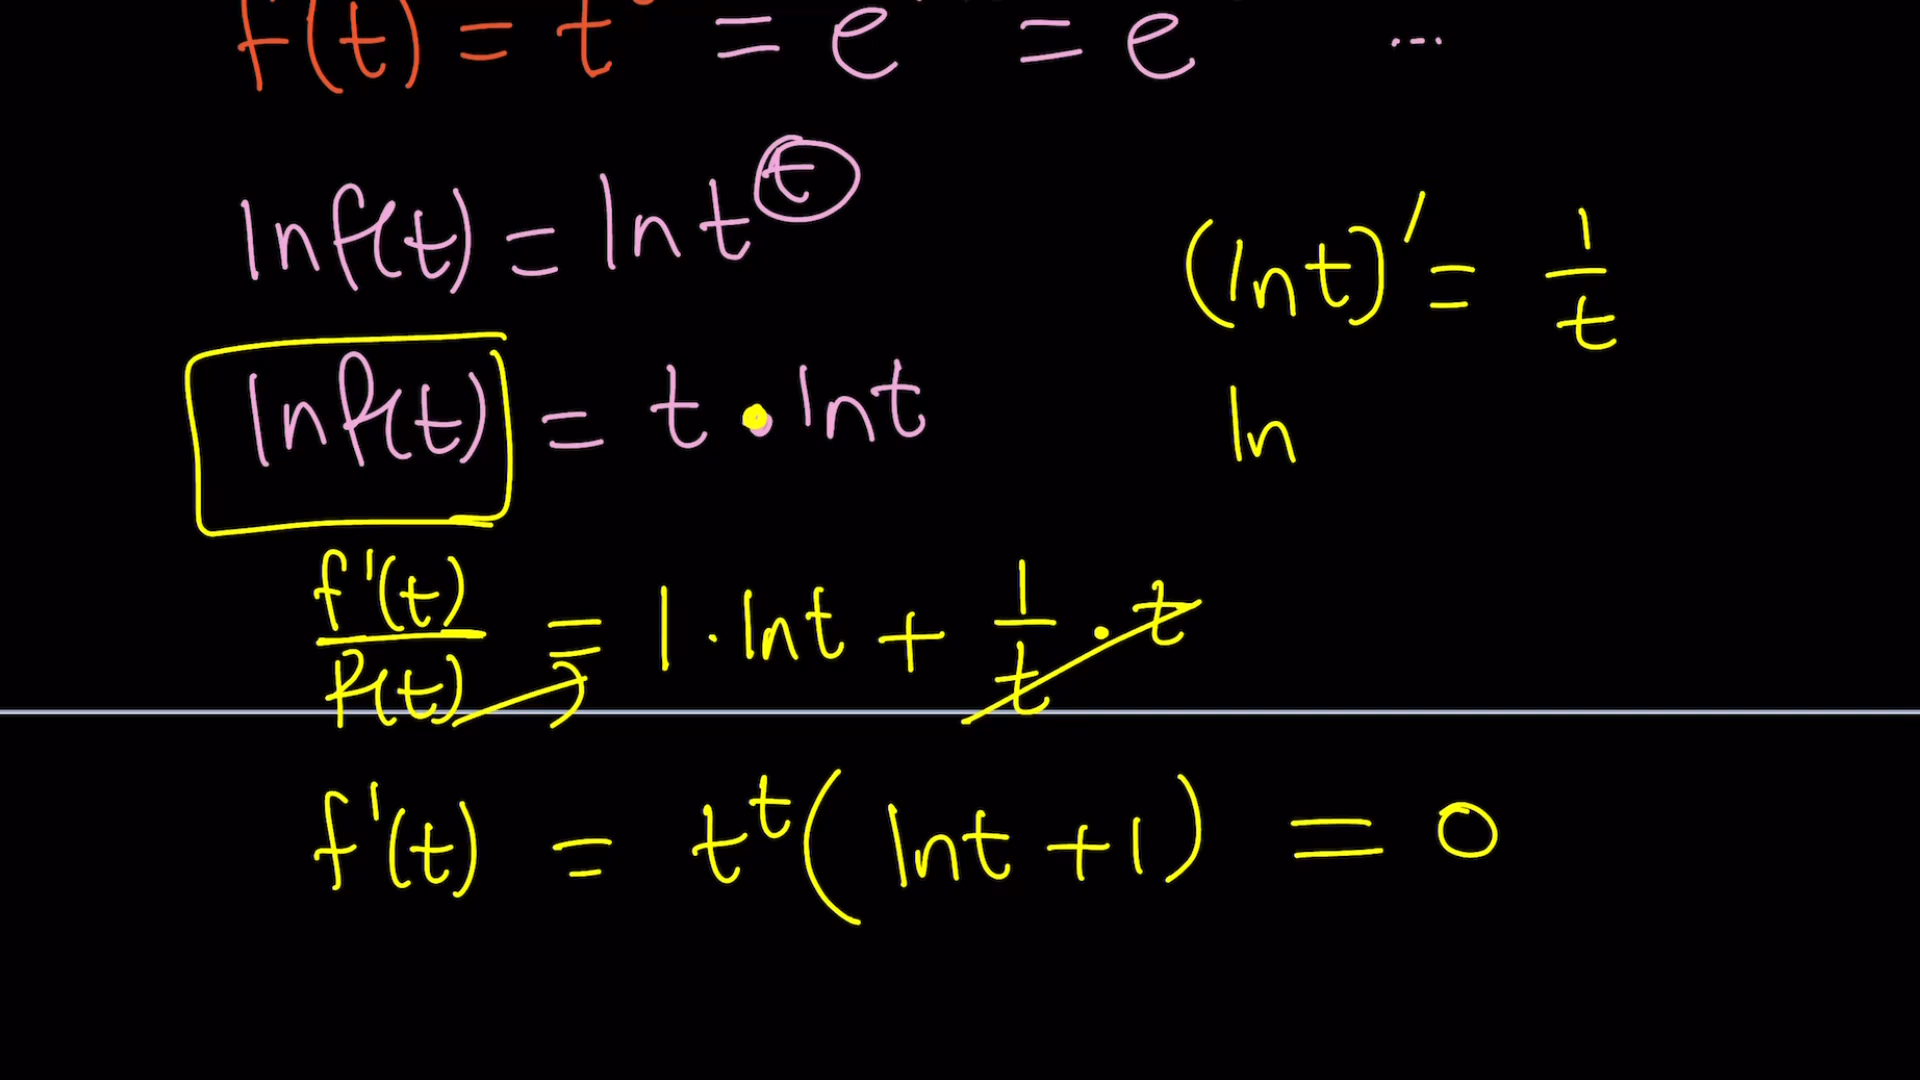 f(t) = t = e = e ...
ln f(t) = ln t^t
(ln t)' = 1/t
ln f(t) = t · ln t
ln
f'(t)/f(t) = 1 · ln t + 1/t · t
f'(t) = t^t (ln t + 1) = 0